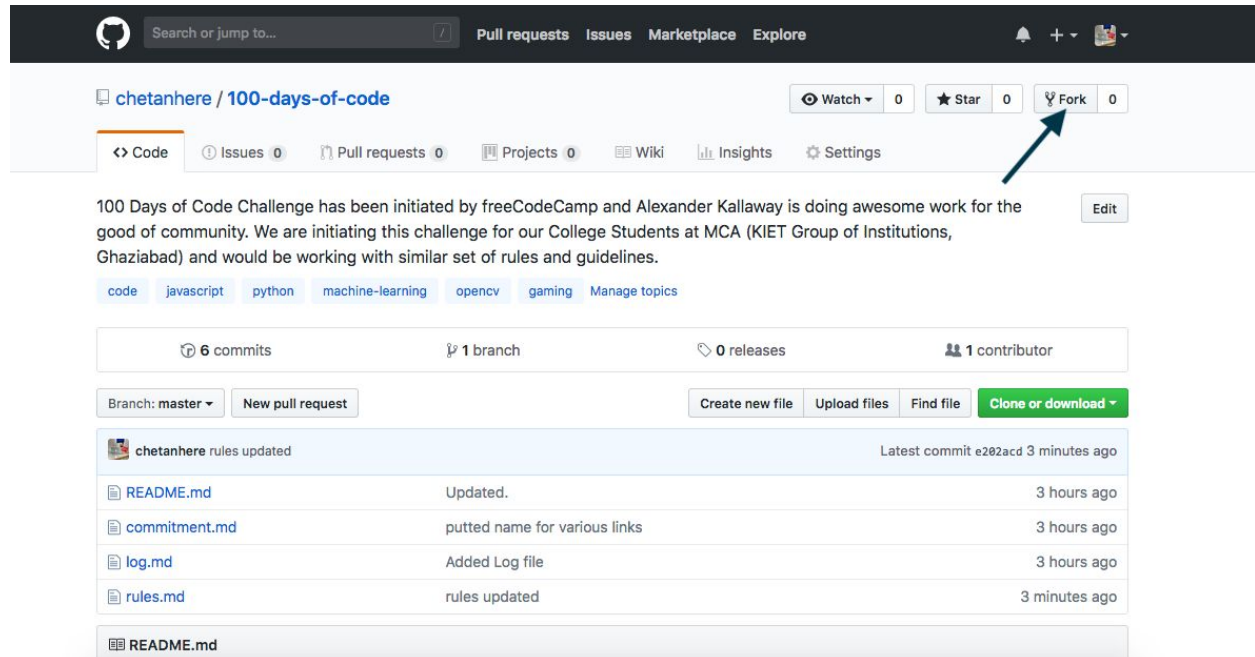 Search or jump to... / Pull requests Issues Marketplace Explore
chetanhere / 100-days-of-code Watch 0 Star 0 Fork 0
Code Issues 0 Pull requests 0 Projects 0 Wiki Insights Settings
100 Days of Code Challenge has been initiated by freeCodeCamp and Alexander Kallaway is doing awesome work for the
good of community. We are initiating this challenge for our College Students at MCA (KIET Group of Institutions,
Ghaziabad) and would be working with similar set of rules and guidelines.
Edit
code javascript python machine-learning opencv gaming Manage topics
6 commits 1 branch 0 releases 1 contributor
Branch: master New pull request Create new file Upload files Find file Clone or download
chetanhere rules updated Latest commit e202acd 3 minutes ago
README.md Updated. 3 hours ago
commitment.md putted name for various links 3 hours ago
log.md Added Log file 3 hours ago
rules.md rules updated 3 minutes ago
README.md